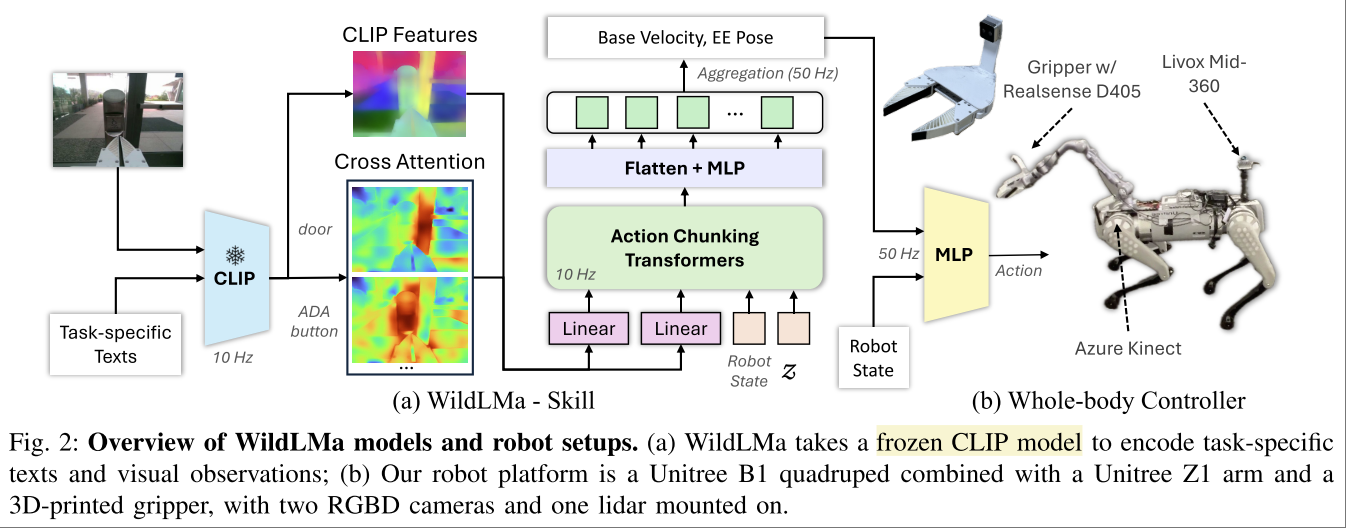 CLIP Features
Cross Attention
door
ADA
button
...
CLIP
10 Hz
Task-specific
Texts
Base Velocity, EE Pose
Aggregation (50 Hz)
...
Flatten + MLP
Action Chunking
Transformers
10 Hz
Linear
Linear
Robot
State
z
(a) WildLMa - Skill
50 Hz
MLP
Action
Robot
State
Gripper w/
Realsense D405
Livox Mid-
360
Azure Kinect
(b) Whole-body Controller
Fig. 2: Overview of WildLMa models and robot setups. (a) WildLMa takes a frozen CLIP model to encode task-specific
texts and visual observations; (b) Our robot platform is a Unitree B1 quadruped combined with a Unitree Z1 arm and a
3D-printed gripper, with two RGBD cameras and one lidar mounted on.